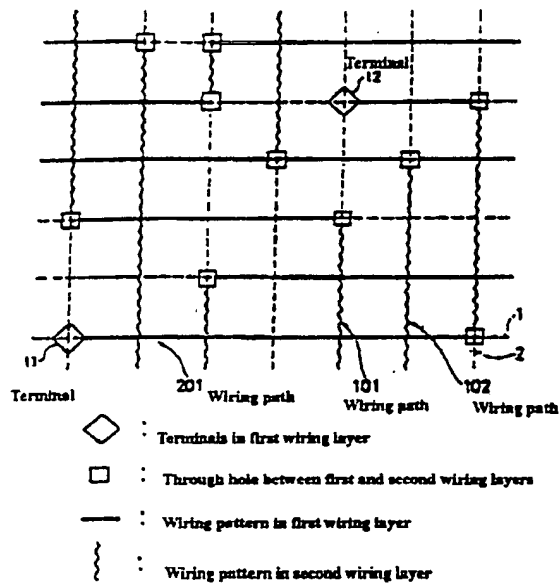 Terminal
12
1
2
11
201
101
102
Terminal
Wiring path
Wiring path
Wiring path
: Terminals in first wiring layer
: Through hole between first and second wiring layers
: Wiring pattern in first wiring layer
: Wiring pattern in second wiring layer